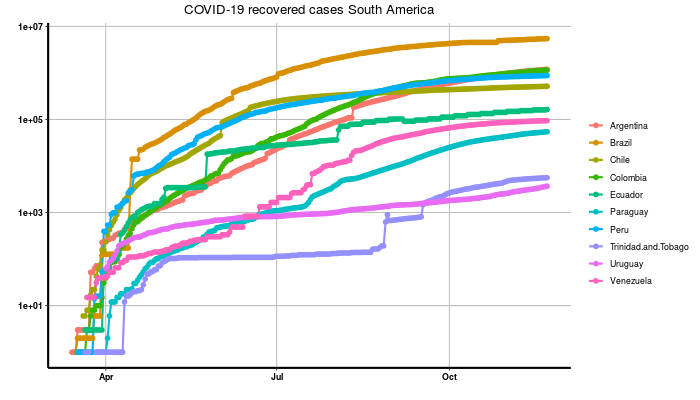 COVID-19 recovered cases South America
1e+07
1e+05
1e+03
1e+01
Apr
Jul
Oct
Argentina
Brazil
Chile
Colombia
Ecuador
Paraguay
Peru
Trinidad.and.Tobago
Uruguay
Venezuela